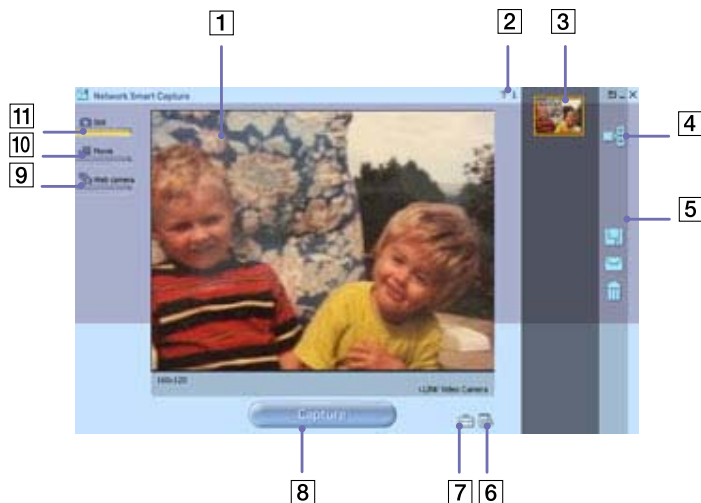 1
2
3
Network Smart Capture
? i
11
Still
4
10
Movie
9
Web camera
5
160x120
i.LINK Video Camera
Capture
8
7
6